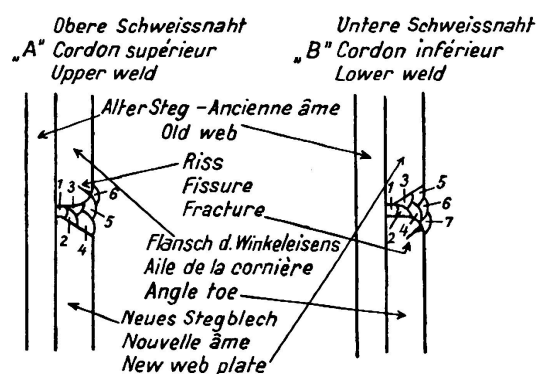 Obere Schweissnaht
„A" Cordon supérieur
Upper weld
Untere Schweissnaht
„B" Cordon inférieur
Lower weld
Alter Steg - Ancienne âme
Old web
Riss
Fissure
Fracture
Flansch d. Winkeleisens
Aile de la cornière
Angle toe
Neues Stegblech
Nouvelle âme
New web plate
1 3 6
5
2 4
1 3 5
6
2 4 7